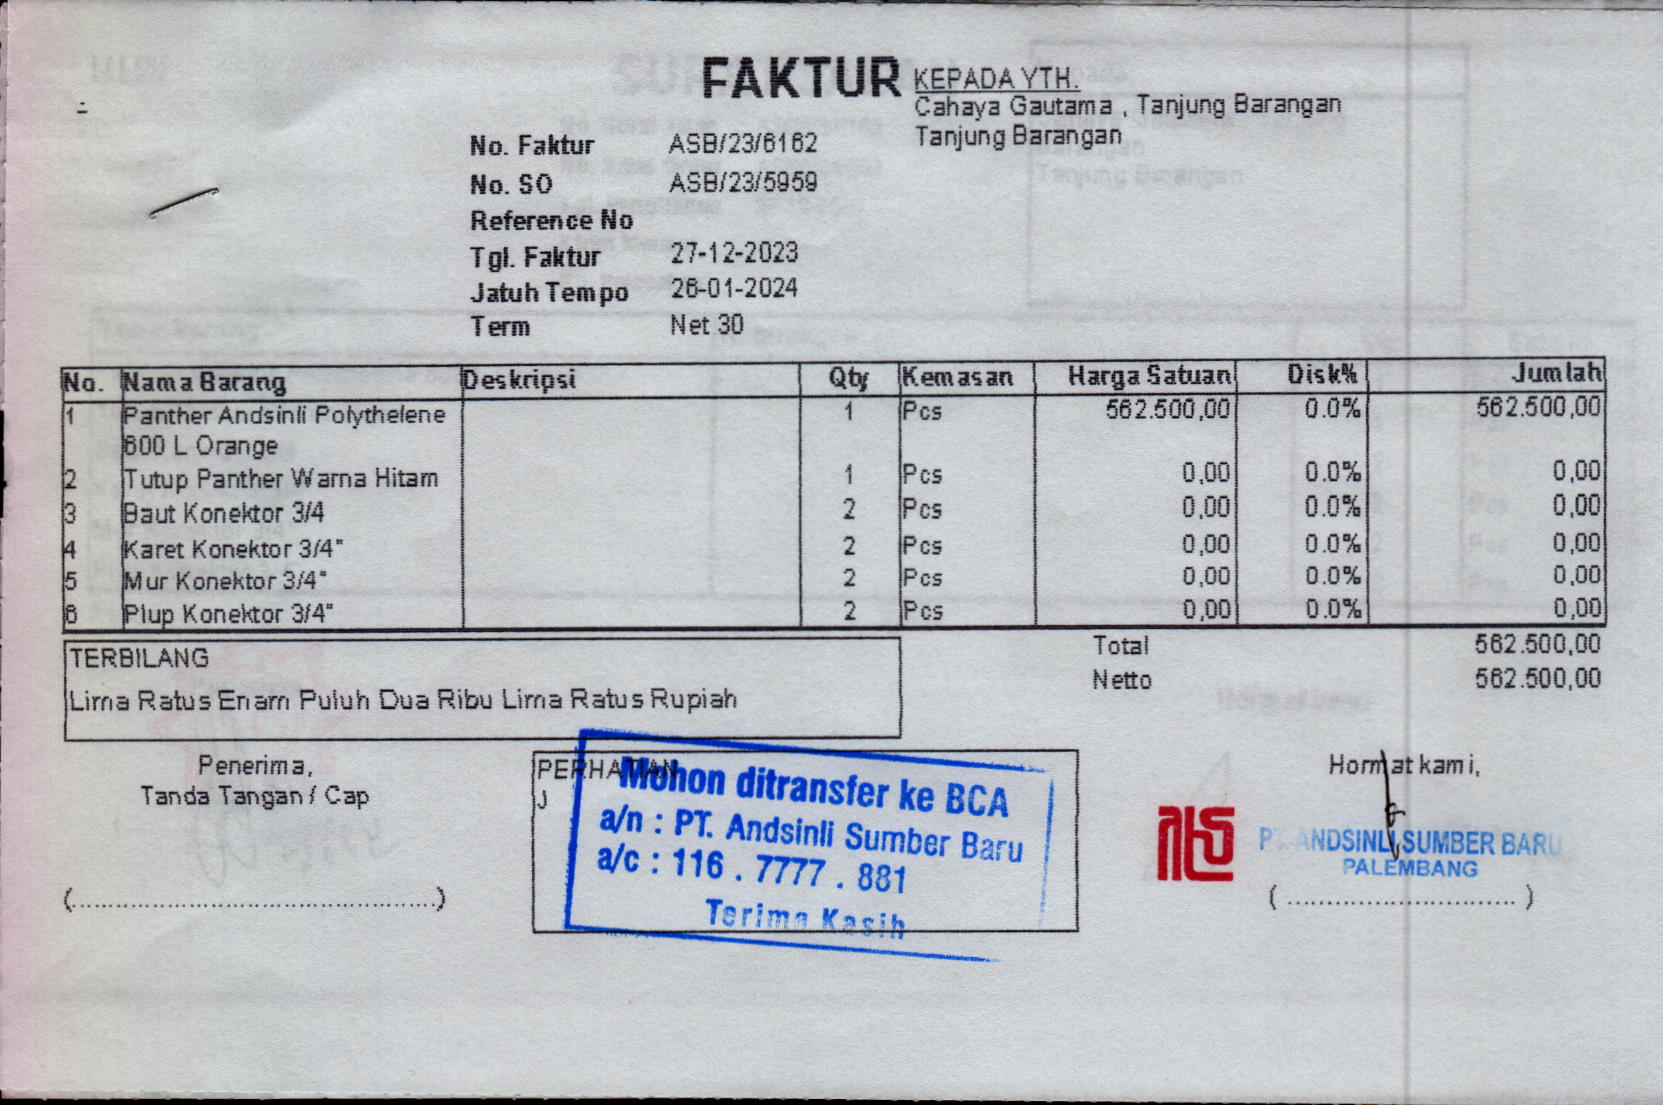 FAKTUR
KEPADA YTH.
Cahaya Gautama , Tanjung Barangan
Tanjung Barangan
No. Faktur ASB/23/6162
No. SO ASB/23/5959
Reference No
Tgl. Faktur 27-12-2023
Jatuh Tempo 26-01-2024
Term Net 30
No. Nama Barang Deskripsi Qty Kemasan Harga Satuan Disk% Jumlah
1 Panther Andsinli Polythelene 1 Pcs 562.500,00 0.0% 562.500,00
600 L Orange
2 Tutup Panther Warna Hitam 1 Pcs 0,00 0.0% 0,00
3 Baut Konektor 3/4 2 Pcs 0,00 0.0% 0,00
4 Karet Konektor 3/4" 2 Pcs 0,00 0.0% 0,00
5 Mur Konektor 3/4" 2 Pcs 0,00 0.0% 0,00
6 Plup Konektor 3/4" 2 Pcs 0,00 0.0% 0,00
Total 562.500,00
Netto 562.500,00
TERBILANG
Lima Ratus Enam Puluh Dua Ribu Lima Ratus Rupiah
Penerima,
Tanda Tangan / Cap
(............................................)
PERHATIAN
J
Mohon ditransfer ke BCA
a/n : PT. Andsinli Sumber Baru
a/c : 116 . 7777 . 881
Terima Kasih
Hormat kami,
PT. ANDSINLI SUMBER BARU
PALEMBANG
( ............................ )